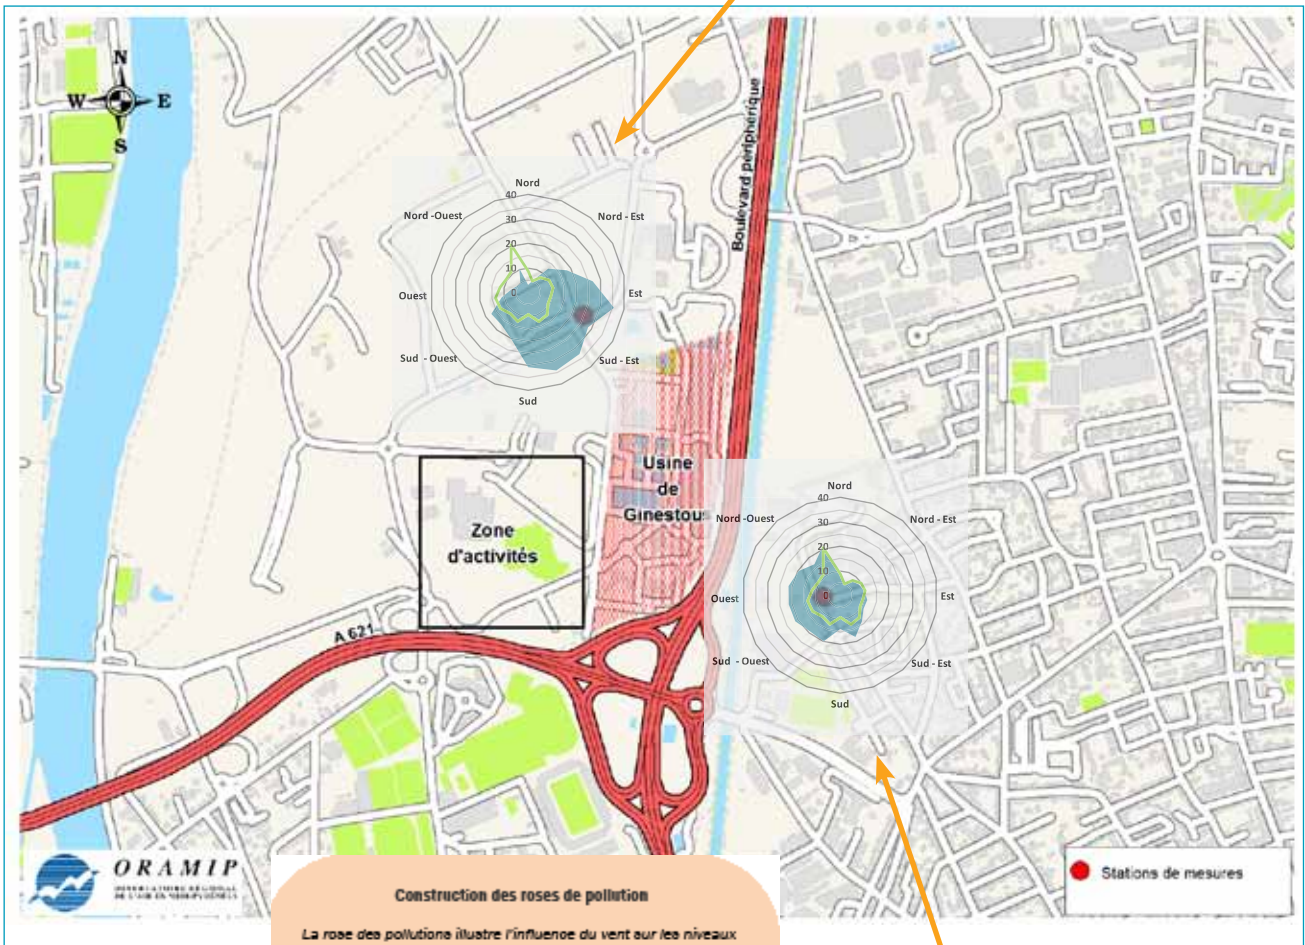 N
W E
S
Boulevard périphérique
Nord
40
Nord -Ouest
Nord - Est
30
20
10
0
Ouest
Est
Sud - Ouest
Sud - Est
Sud
Usine
de
Ginestous
Zone
d'activités
A 621
Nord
40
Nord -Ouest
Nord - Est
30
20
10
0
Ouest
Est
Sud - Ouest
Sud - Est
Sud
ORAMIP
Stations de mesures
Construction des roses de pollution
La rose des pollutions illustre l'influence du vent sur les niveaux